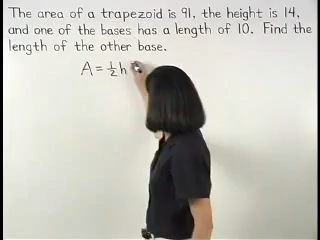 The area of a trapezoid is 91, the height is 14,
and one of the bases has a length of 10. Find the
length of the other base.
A = ½ h